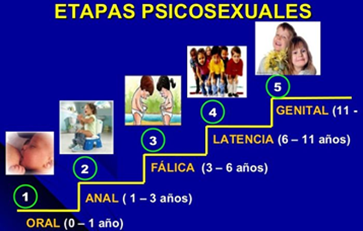 ETAPAS PSICOSEXUALES
5
GENITAL (11 -
4
LATENCIA (6 – 11 años)
3
FÁLICA (3 – 6 años)
2
ANAL ( 1 – 3 años)
1
ORAL (0 – 1 año)